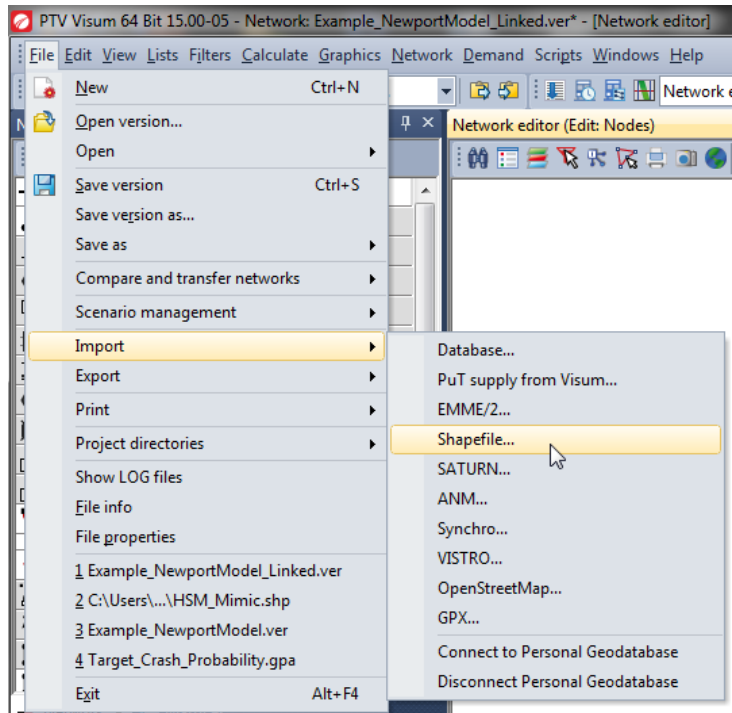 PTV Visum 64 Bit 15.00-05 - Network: Example_NewportModel_Linked.ver* - [Network editor]
File Edit View Lists Filters Calculate Graphics Network Demand Scripts Windows Help
New Ctrl+N
Network
Open version...
Network editor (Edit: Nodes)
Open
Save version Ctrl+S
Save version as...
Save as
Compare and transfer networks
Scenario management
Import
Export
Print
Project directories
Show LOG files
File info
File properties
1 Example_NewportModel_Linked.ver
2 C:\Users\...\HSM_Mimic.shp
3 Example_NewportModel.ver
4 Target_Crash_Probability.gpa
Exit Alt+F4
Database...
PuT supply from Visum...
EMME/2...
Shapefile...
SATURN...
ANM...
Synchro...
VISTRO...
OpenStreetMap...
GPX...
Connect to Personal Geodatabase
Disconnect Personal Geodatabase